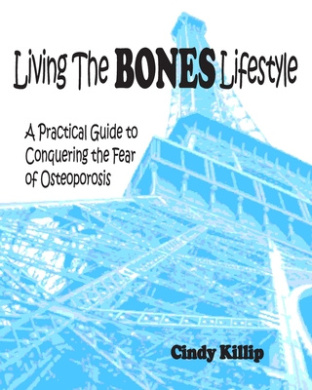 Living The BONES Lifestyle
A Practical Guide to
Conquering the Fear
of Osteoporosis
Cindy Killip